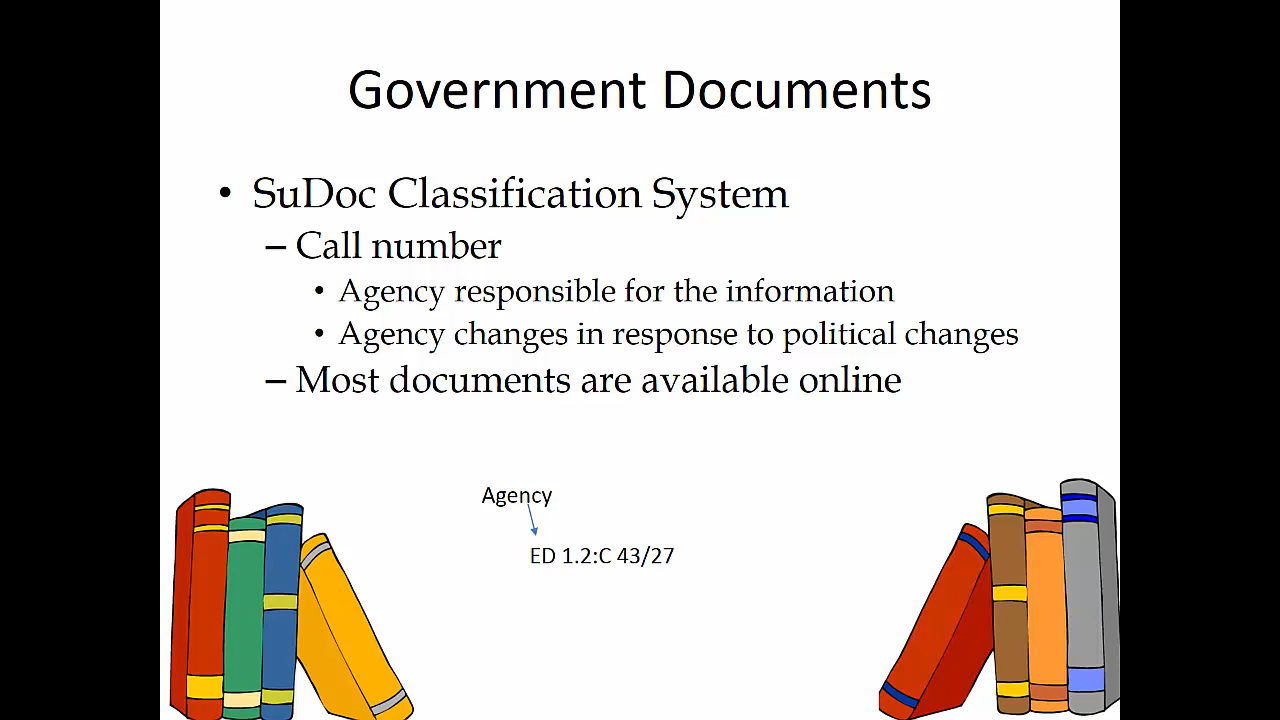 Government Documents
• SuDoc Classification System
– Call number
• Agency responsible for the information
• Agency changes in response to political changes
– Most documents are available online
Agency
ED 1.2:C 43/27